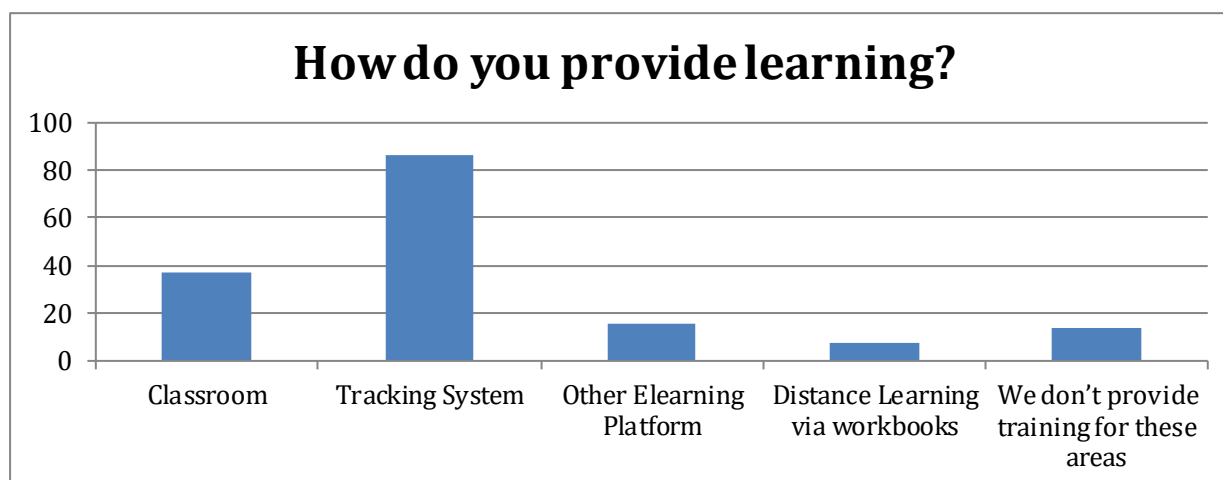 How do you provide learning?
100
80
60
40
20
0
Classroom
Tracking System
Other Elearning
Platform
Distance Learning
via workbooks
We don’t provide
training for these
areas